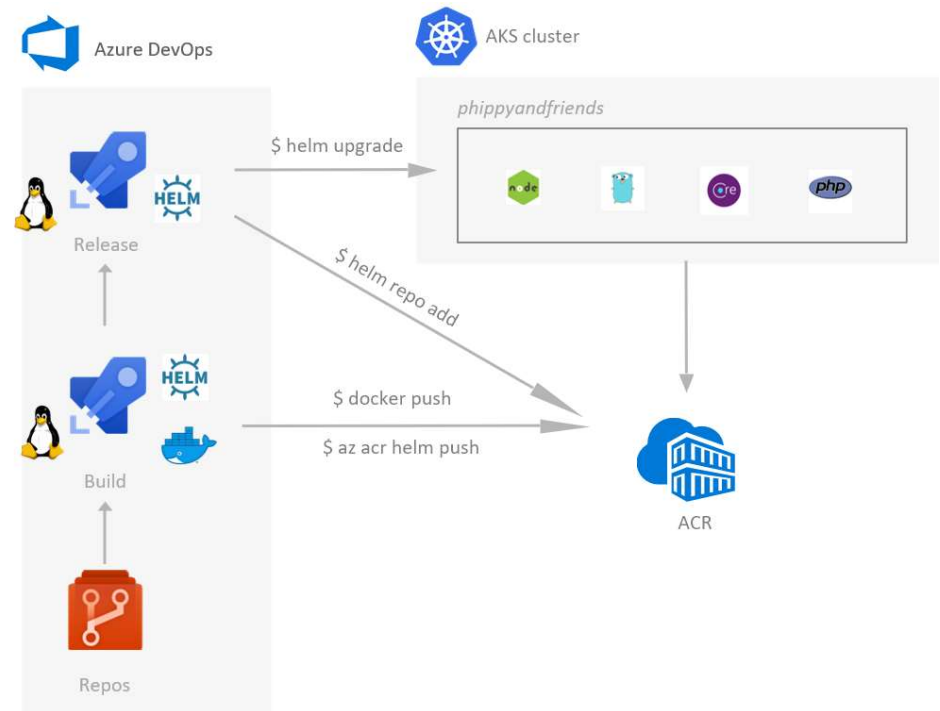 Azure DevOps
AKS cluster
phippyandfriends
$ helm upgrade
node
Core
php
HELM
Release
$ helm repo add
HELM
$ docker push
$ az acr helm push
Build
ACR
Repos